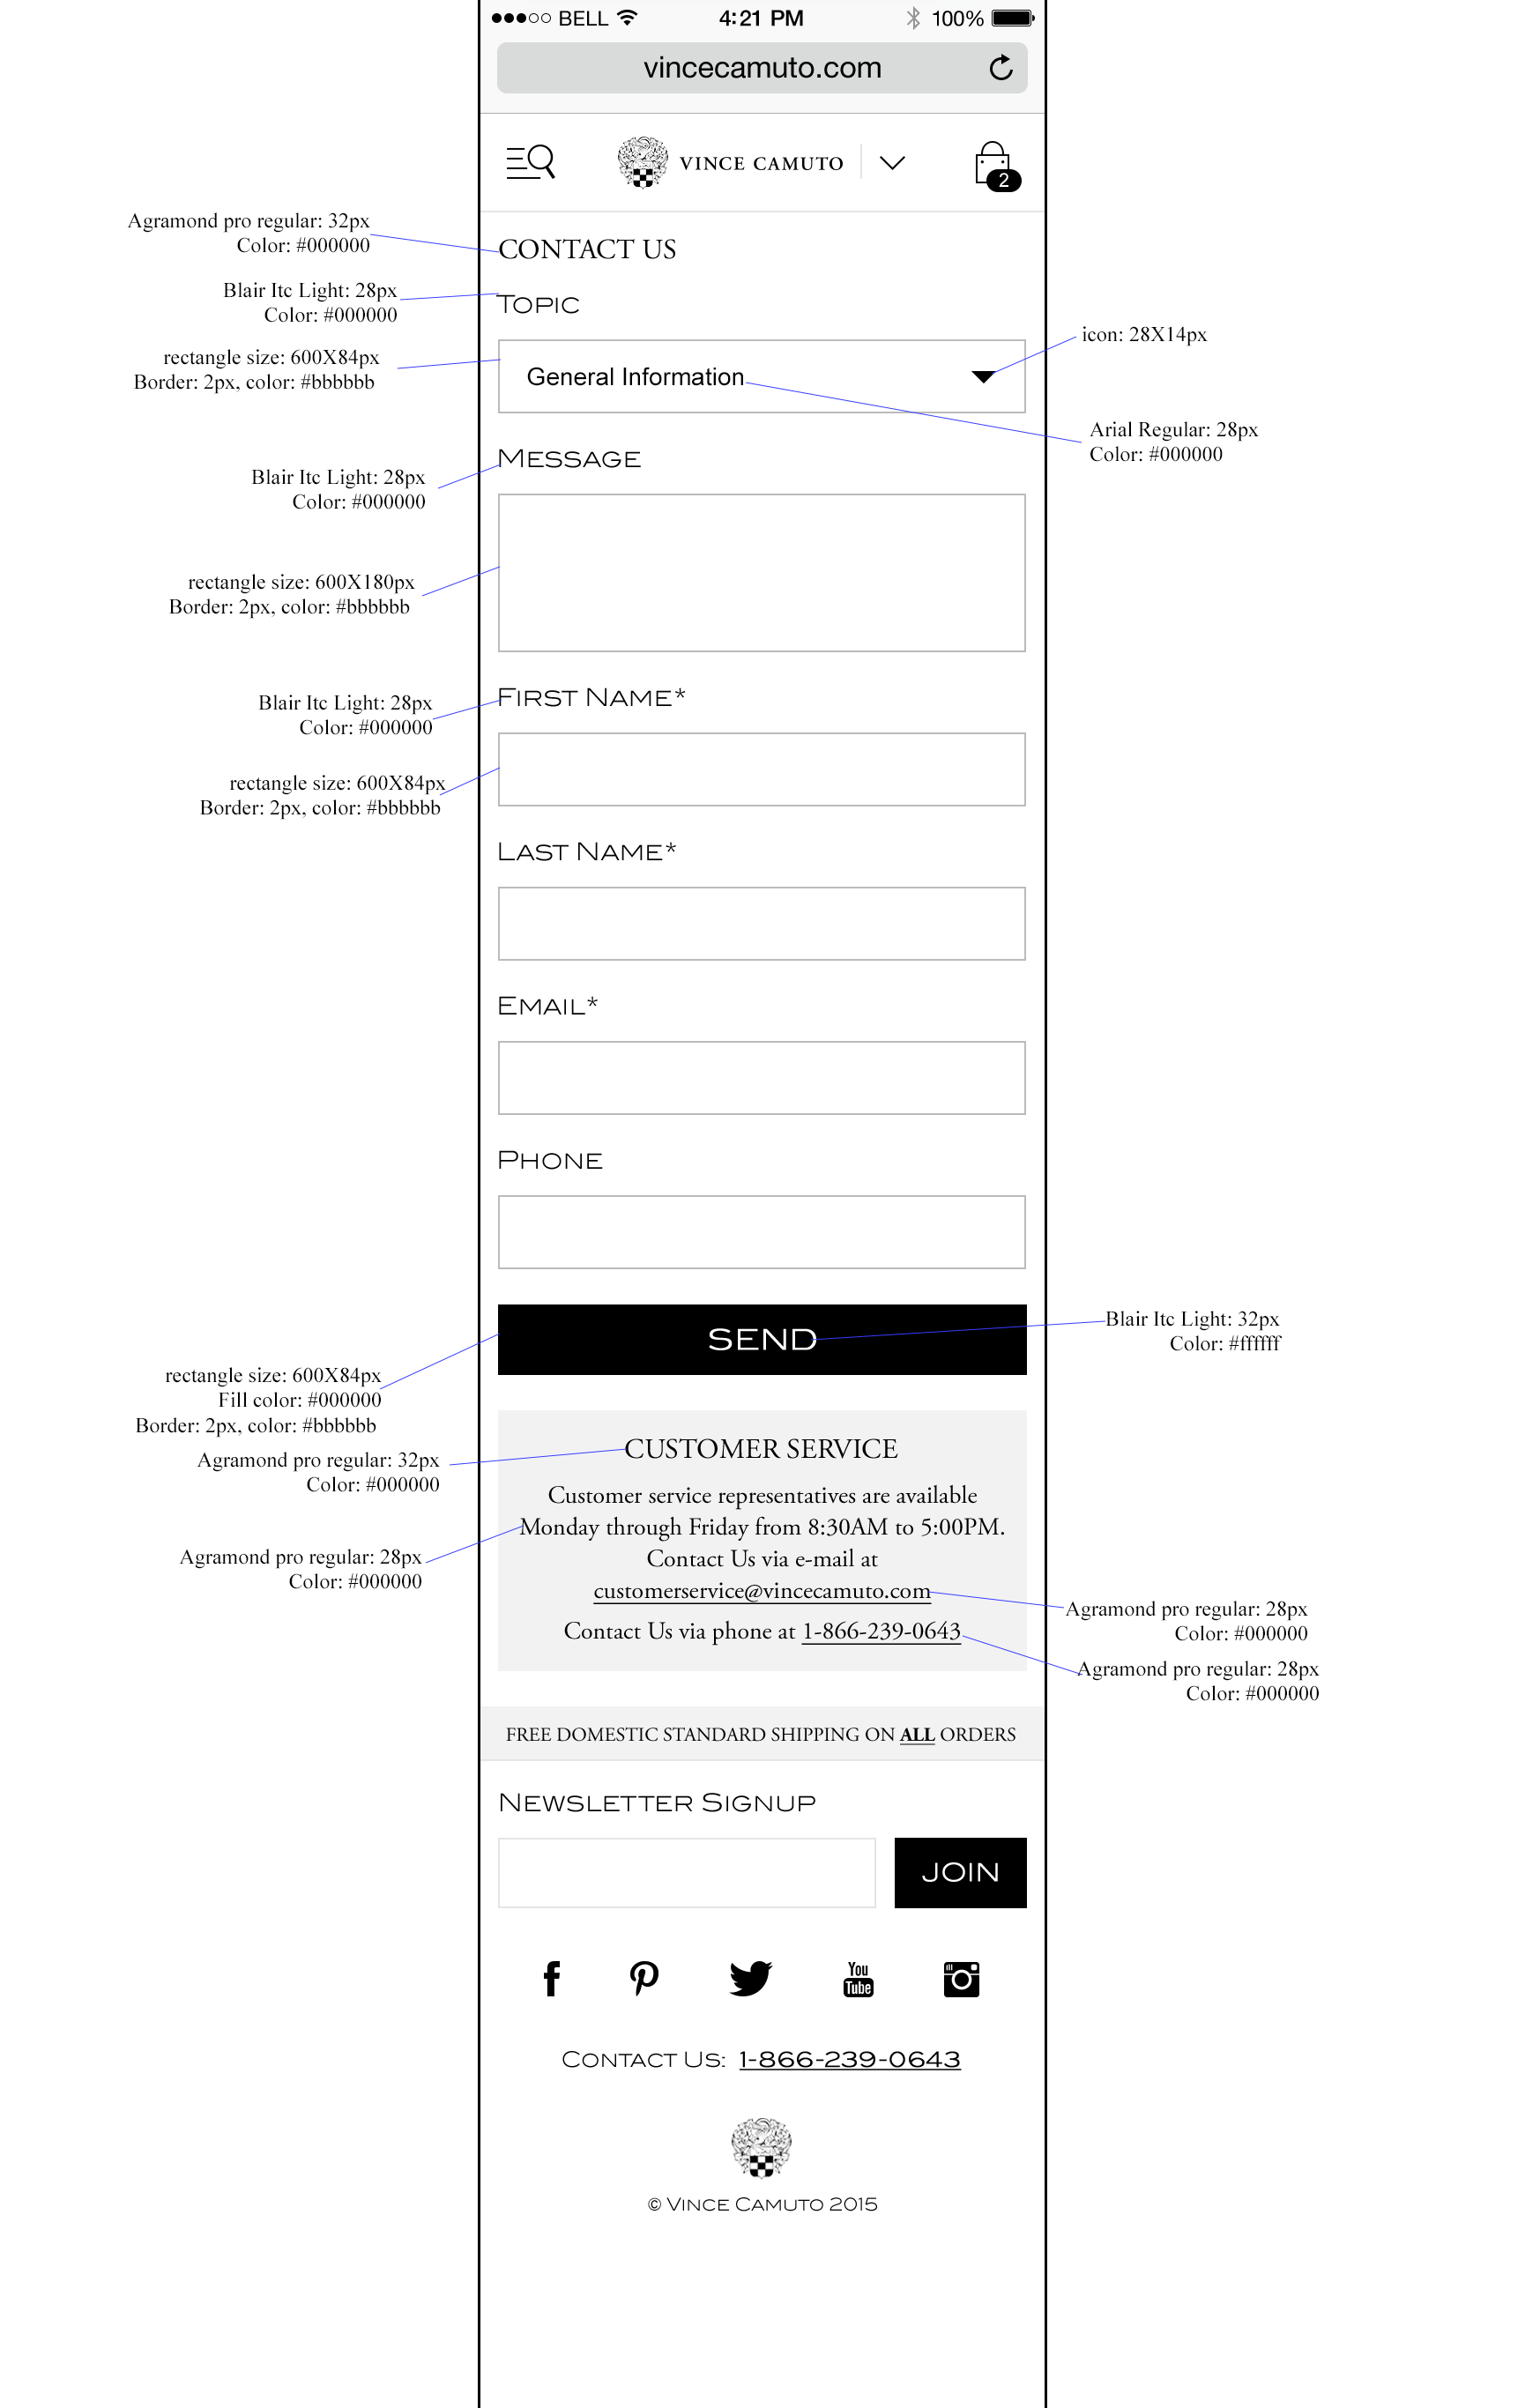 BELL 4:21 PM 100%
vincecamuto.com
VINCE CAMUTO
2
Agramond pro regular: 32px
Color: #000000
CONTACT US
Blair Itc Light: 28px
Color: #000000
TOPIC
icon: 28X14px
rectangle size: 600X84px
Border: 2px, color: #bbbbbb
General Information
Arial Regular: 28px
Color: #000000
MESSAGE
Blair Itc Light: 28px
Color: #000000
rectangle size: 600X180px
Border: 2px, color: #bbbbbb
FIRST NAME*
Blair Itc Light: 28px
Color: #000000
rectangle size: 600X84px
Border: 2px, color: #bbbbbb
LAST NAME*
EMAIL*
PHONE
SEND
Blair Itc Light: 32px
Color: #ffffff
rectangle size: 600X84px
Fill color: #000000
Border: 2px, color: #bbbbbb
CUSTOMER SERVICE
Agramond pro regular: 32px
Color: #000000
Customer service representatives are available
Monday through Friday from 8:30AM to 5:00PM.
Contact Us via e-mail at
customerservice@vincecamuto.com
Contact Us via phone at 1-866-239-0643
Agramond pro regular: 28px
Color: #000000
Agramond pro regular: 28px
Color: #000000
Agramond pro regular: 28px
Color: #000000
FREE DOMESTIC STANDARD SHIPPING ON ALL ORDERS
NEWSLETTER SIGNUP
JOIN
You
Tube
CONTACT US: 1-866-239-0643
© VINCE CAMUTO 2015